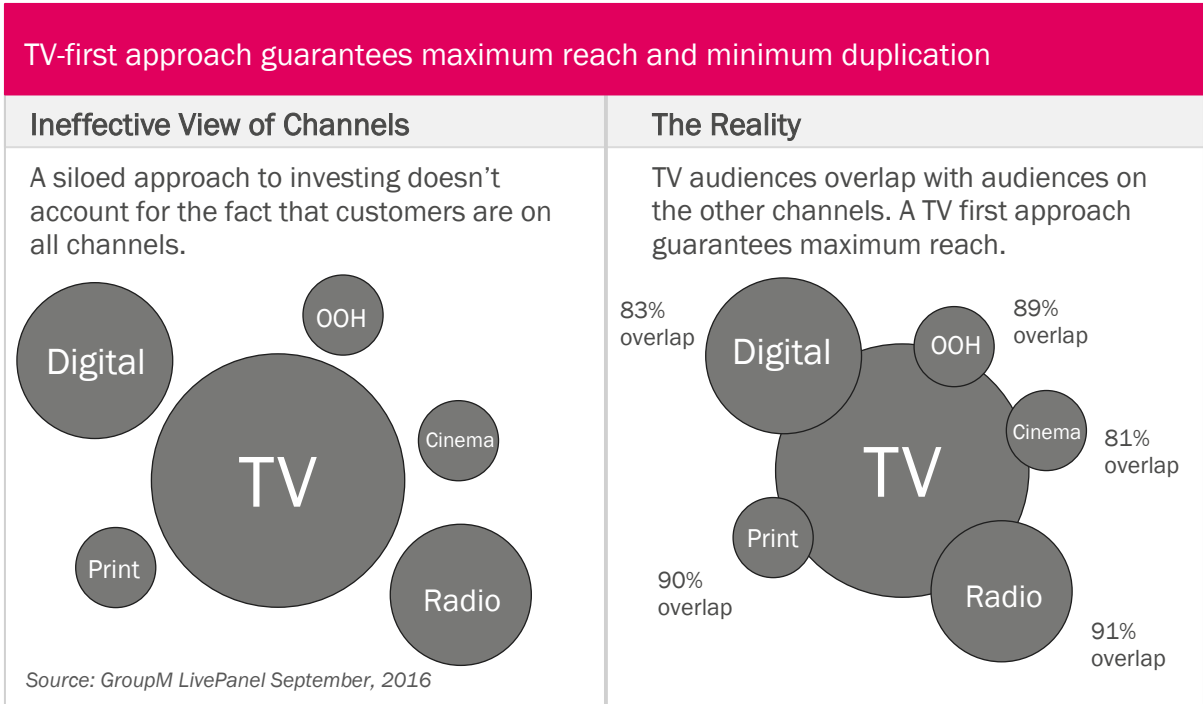 TV-first approach guarantees maximum reach and minimum duplication
Ineffective View of Channels
A siloed approach to investing doesn't
account for the fact that customers are on
all channels.
OOH
Digital
Cinema
TV
Print
Radio
Source: GroupM LivePanel September, 2016
The Reality
TV audiences overlap with audiences on
the other channels. A TV first approach
guarantees maximum reach.
83%
overlap
Digital
OOH
89%
overlap
Cinema
81%
overlap
TV
Print
90%
overlap
Radio
91%
overlap